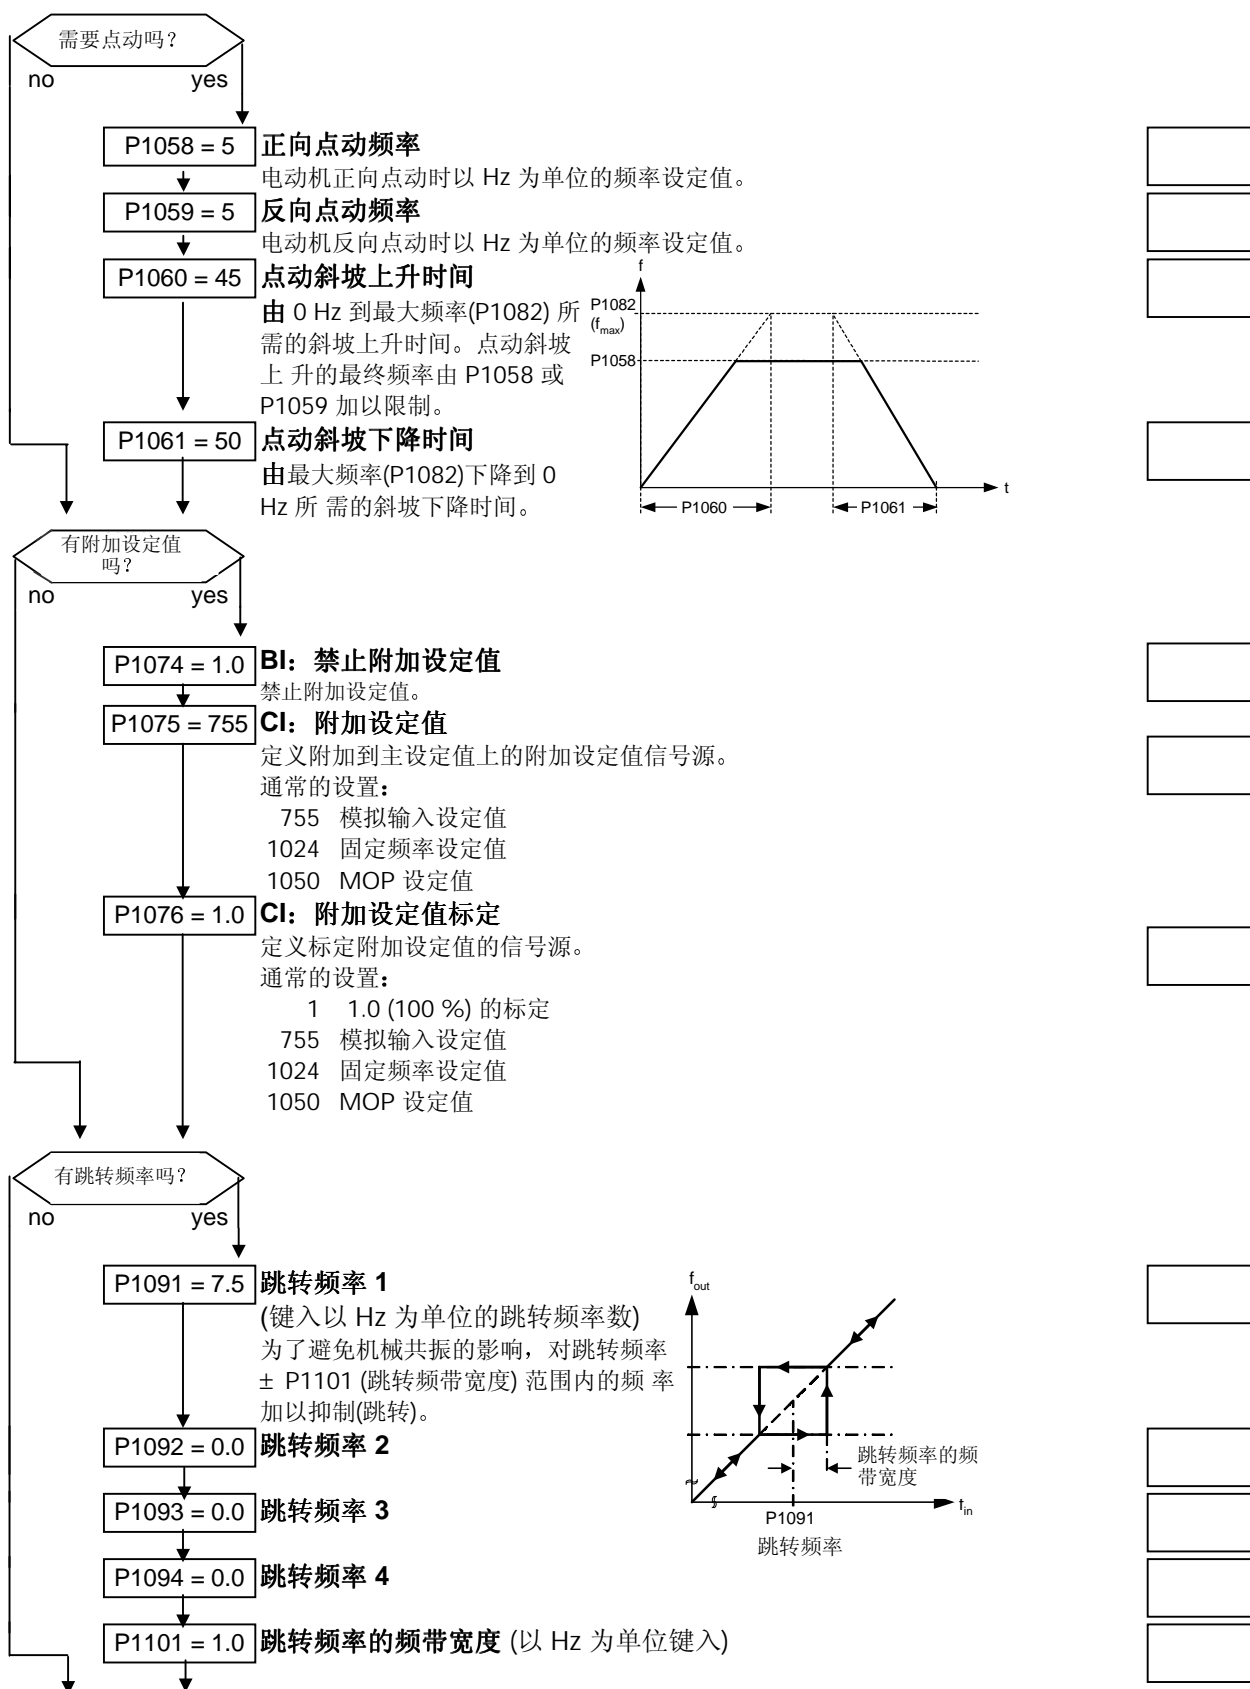 需要点动吗？
no yes
P1058 = 5 正向点动频率
电动机正向点动时以 Hz 为单位的频率设定值。
P1059 = 5 反向点动频率
电动机反向点动时以 Hz 为单位的频率设定值。
P1060 = 45 点动斜坡上升时间
由 0 Hz 到最大频率(P1082) 所
需的斜坡上升时间。点动斜坡
上 升的最终频率由 P1058 或
P1059 加以限制。
f
P1082
(fmax)
P1058
t
P1060
P1061
P1061 = 50 点动斜坡下降时间
由最大频率(P1082)下降到 0
Hz 所 需的斜坡下降时间。
有附加设定值
吗？
no yes
P1074 = 1.0 BI：禁止附加设定值
禁止附加设定值。
P1075 = 755 CI：附加设定值
定义附加到主设定值上的附加设定值信号源。
通常的设置：
755 模拟输入设定值
1024 固定频率设定值
1050 MOP 设定值
P1076 = 1.0 CI：附加设定值标定
定义标定附加设定值的信号源。
通常的设置：
1 1.0 (100 %) 的标定
755 模拟输入设定值
1024 固定频率设定值
1050 MOP 设定值
有跳转频率吗？
no yes
P1091 = 7.5 跳转频率 1
(键入以 Hz 为单位的跳转频率数)
为了避免机械共振的影响，对跳转频率
± P1101 (跳转频带宽度) 范围内的频 率
加以抑制(跳转)。
fout
跳转频率的频
带宽度
fin
P1091
跳转频率
P1092 = 0.0 跳转频率 2
P1093 = 0.0 跳转频率 3
P1094 = 0.0 跳转频率 4
P1101 = 1.0 跳转频率的频带宽度 (以 Hz 为单位键入)